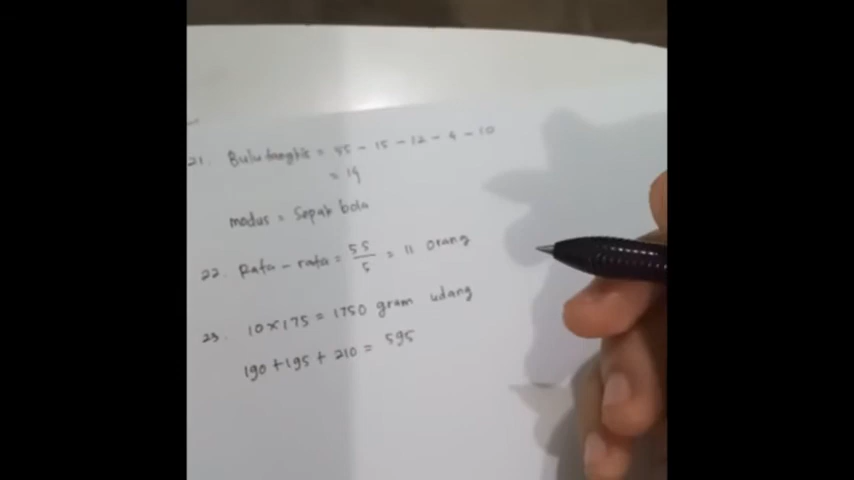 21. Bulu tangkis = 55 - 15 - 12 - 4 - 10
= 14
modus = Sepak bola
22. Rata - rata = 55/5 = 11 orang
23. 10 x 175 = 1750 gram udang
190 + 195 + 210 = 595